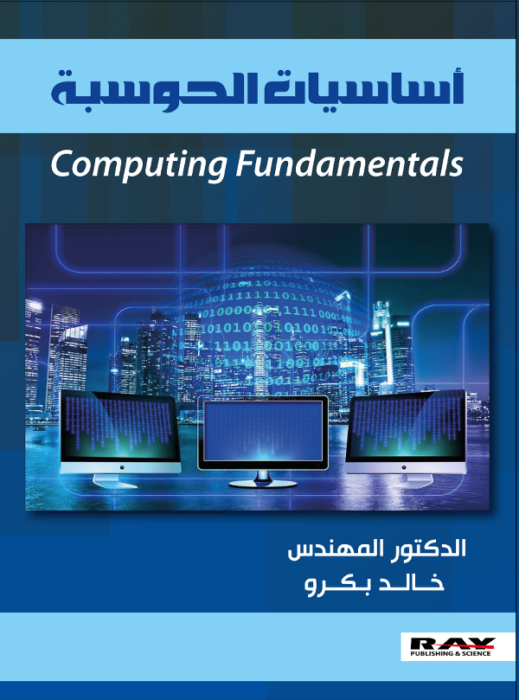 أساسيات الحوسبة
Computing Fundamentals
الدكتور المهندس
خالد بكرو
RAY
PUBLISHING & SCIENCE